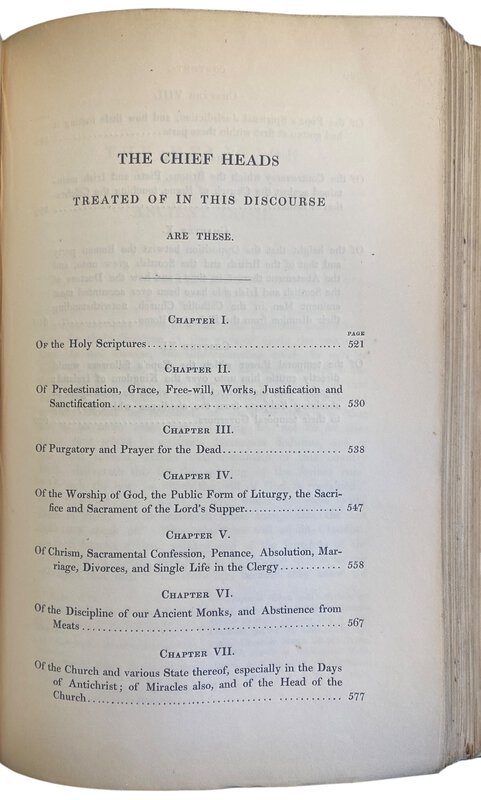 THE CHIEF HEADS
TREATED OF IN THIS DISCOURSE
ARE THESE.
CHAPTER I.
PAGE
Of the Holy Scriptures........................................ 521
CHAPTER II.
Of Predestination, Grace, Free-will, Works, Justification and
Sanctification................................................ 530
CHAPTER III.
Of Purgatory and Prayer for the Dead........................ 538
CHAPTER IV.
Of the Worship of God, the Public Form of Liturgy, the Sacri-
fice and Sacrament of the Lord's Supper.................... 547
CHAPTER V.
Of Chrism, Sacramental Confession, Penance, Absolution, Mar-
riage, Divorces, and Single Life in the Clergy............ 558
CHAPTER VI.
Of the Discipline of our Ancient Monks, and Abstinence from
Meats ...................................................... 567
CHAPTER VII.
Of the Church and various State thereof, especially in the Days
of Antichrist; of Miracles also, and of the Head of the
Church...................................................... 577